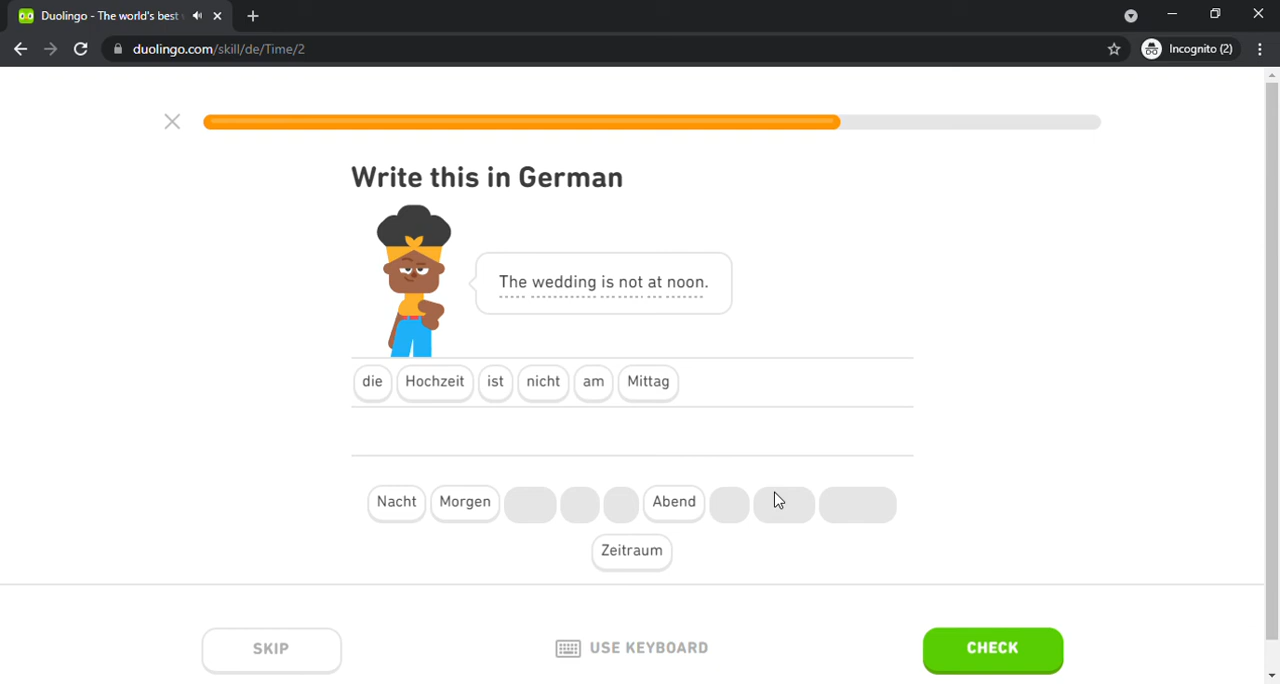 Duolingo - The world's best
duolingo.com/skill/de/Time/2
Incognito (2)
Write this in German
The wedding is not at noon.
die Hochzeit ist nicht am Mittag
Nacht Morgen Abend
Zeitraum
SKIP
USE KEYBOARD
CHECK